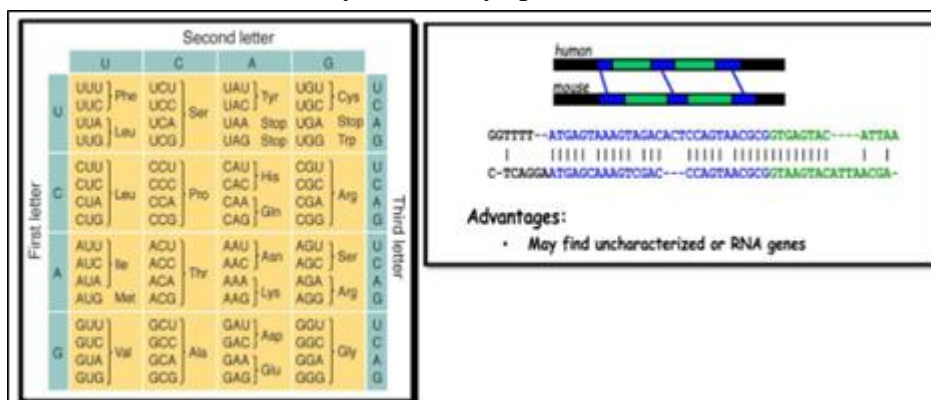 Second letter
U C A G
U
UUU Phe UCU Ser UAU Tyr UGU Cys U
UUC UCC UAC UGC C
UUA Leu UCA UAA Stop UGA Stop A
UUG UCG UAG Stop UGG Trp G
C
CUU Leu CCU Pro CAU His CGU Arg U
CUC CCC CAC CGC C
CUA CCA CAA Gln CGA A
CUG CCG CAG CGG G
A
AUU Ile ACU Thr AAU Asn AGU Ser U
AUC ACC AAC AGC C
AUA ACA AAA Lys AGA Arg A
AUG Met ACG AAG AGG G
G
GUU Val GCU Ala GAU Asp GGU Gly U
GUC GCC GAC GGC C
GUA GCA GAA Glu GGA A
GUG GCG GAG GGG G
First letter
Third letter
human
mouse
GGTTTT--ATGAGTAAAGTAGACACTCCAGTAACGCGGTGAGTAC----ATTAA
C-TCAGGAATGAGCAAAGTCGAC---CCAGTAACGCGGTAAGTACATTAACGA-
Advantages:
• May find uncharacterized or RNA genes